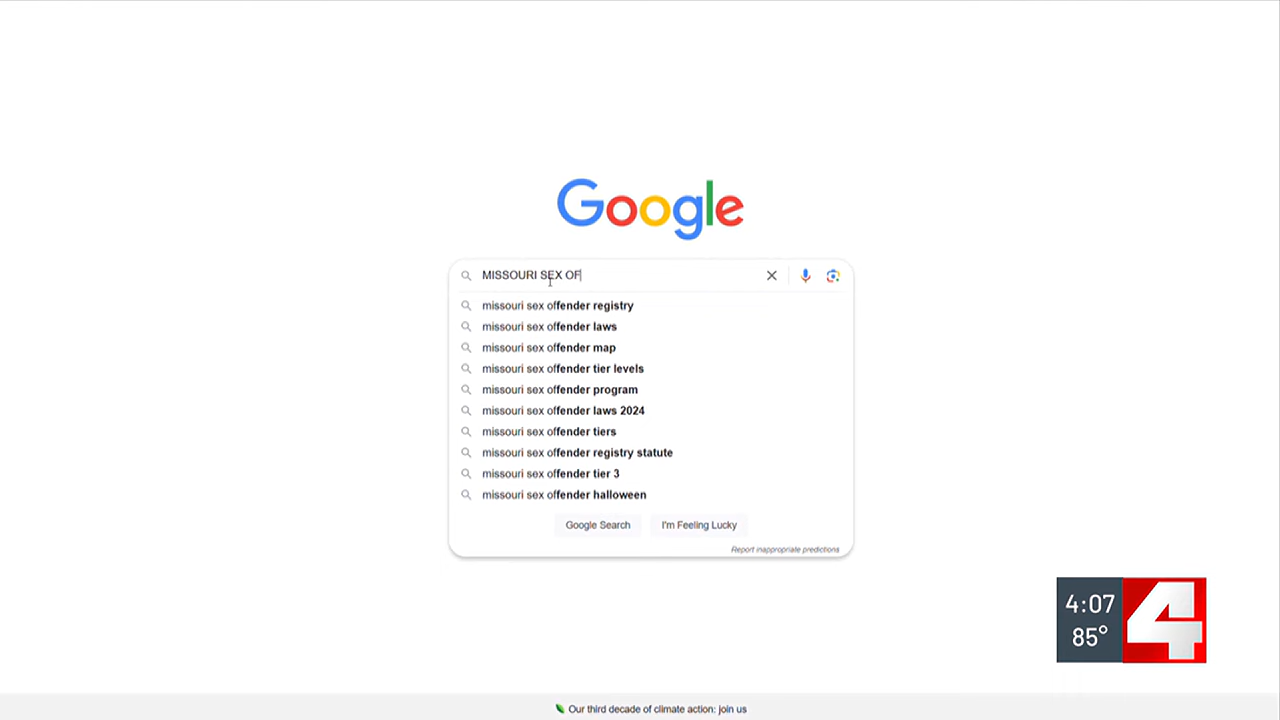 Google
MISSOURI SEX OF
missouri sex offender registry
missouri sex offender laws
missouri sex offender map
missouri sex offender tier levels
missouri sex offender program
missouri sex offender laws 2024
missouri sex offender tiers
missouri sex offender registry statute
missouri sex offender tier 3
missouri sex offender halloween
Google Search I'm Feeling Lucky
Report inappropriate predictions
4:07
85°
4
Our third decade of climate action: join us